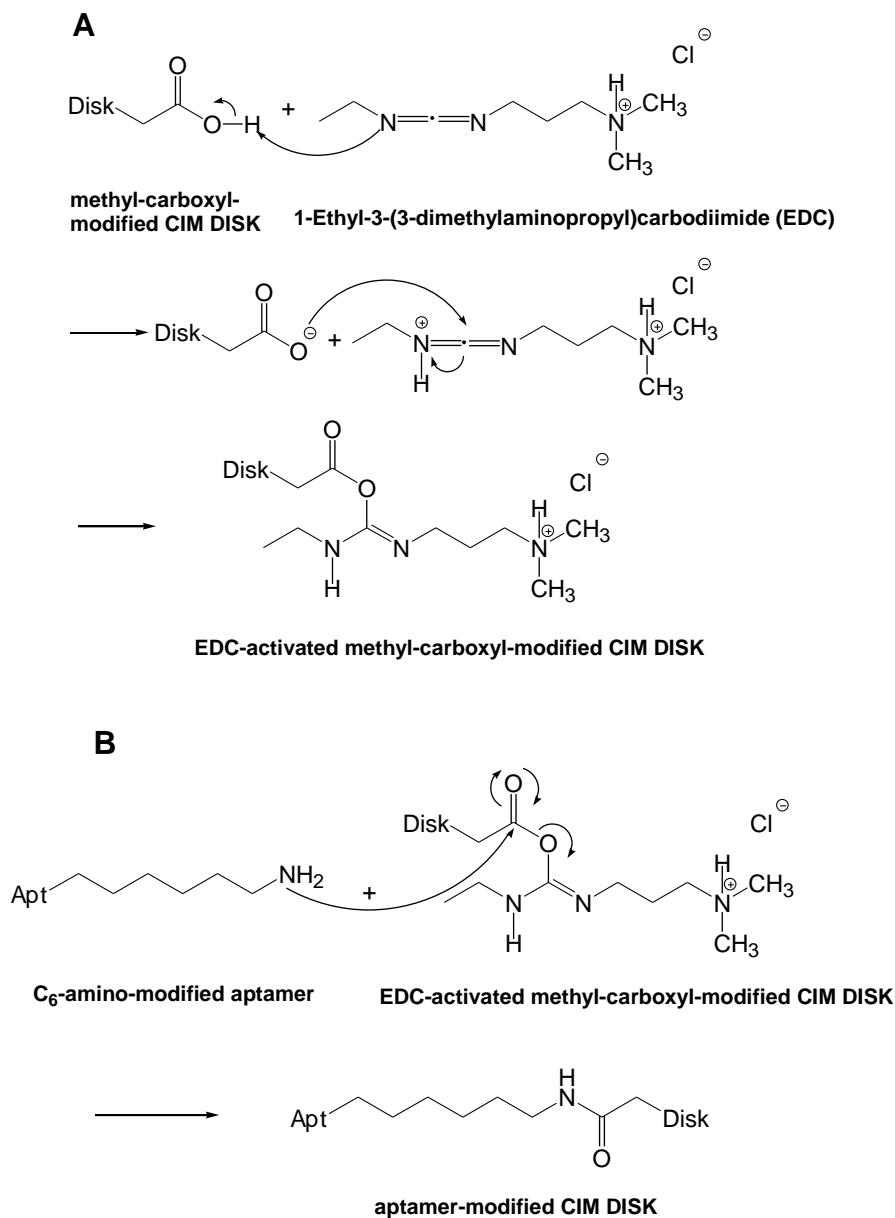 A
Disk
O
O
H
+
N
N
H
N
⊕
CH3
CH3
Cl
⊖
methyl-carboxyl-
modified CIM DISK
1-Ethyl-3-(3-dimethylaminopropyl)carbodiimide (EDC)
Disk
O
O
⊖
+
⊕
N
H
N
H
N
⊕
CH3
CH3
Cl
⊖
Disk
O
O
N
H
N
H
N
⊕
CH3
CH3
Cl
⊖
EDC-activated methyl-carboxyl-modified CIM DISK
B
Apt
NH2
+
Disk
O
O
N
H
N
H
N
⊕
CH3
CH3
Cl
⊖
C6-amino-modified aptamer
EDC-activated methyl-carboxyl-modified CIM DISK
Apt
H
N
O
Disk
aptamer-modified CIM DISK